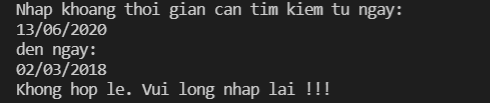 Nhap khoang thoi gian can tim kiem tu ngay:
13/06/2020
den ngay:
02/03/2018
Khong hop le. Vui long nhap lai !!!